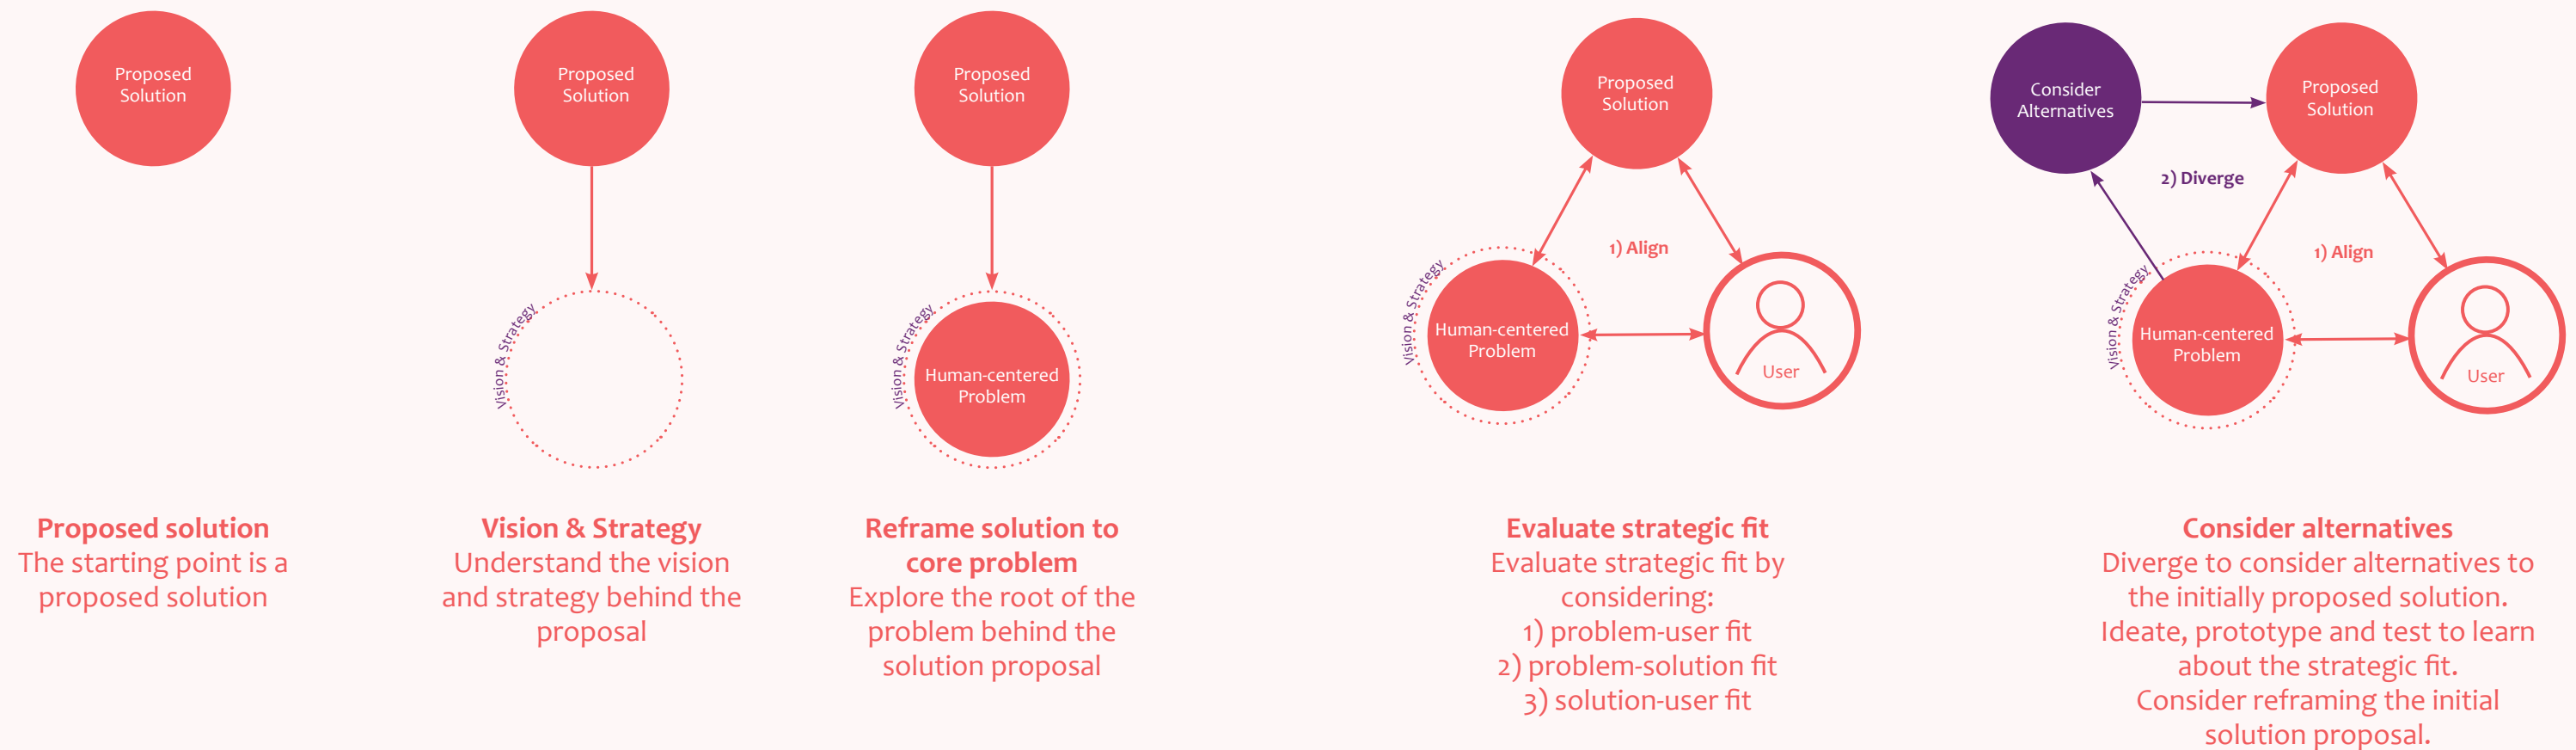 Proposed
Solution
Proposed solution
The starting point is a
proposed solution
Proposed
Solution
Vision & Strategy
Vision & Strategy
Understand the vision
and strategy behind the
proposal
Proposed
Solution
Vision & Strategy
Human-centered
Problem
Reframe solution to
core problem
Explore the root of the
problem behind the
solution proposal
Proposed
Solution
1) Align
Vision & Strategy
Human-centered
Problem
User
Evaluate strategic fit
Evaluate strategic fit by
considering:
1) problem-user fit
2) problem-solution fit
3) solution-user fit
Consider
Alternatives
Proposed
Solution
2) Diverge
1) Align
Vision & Strategy
Human-centered
Problem
User
Consider alternatives
Diverge to consider alternatives to
the initially proposed solution.
Ideate, prototype and test to learn
about the strategic fit.
Consider reframing the initial
solution proposal.